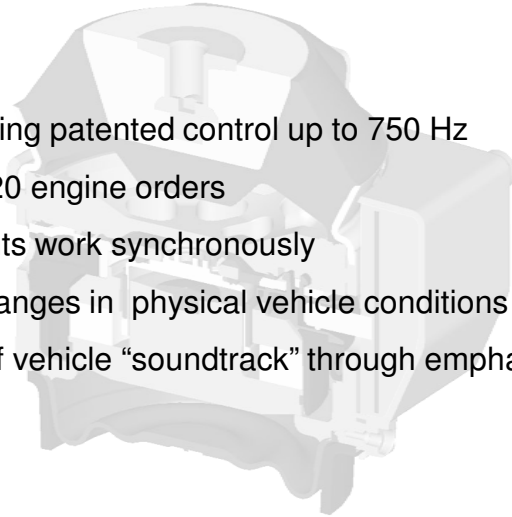 ing patented control up to 750 Hz
20 engine orders
ts work synchronously
anges in physical vehicle conditions
f vehicle “soundtrack” through empha